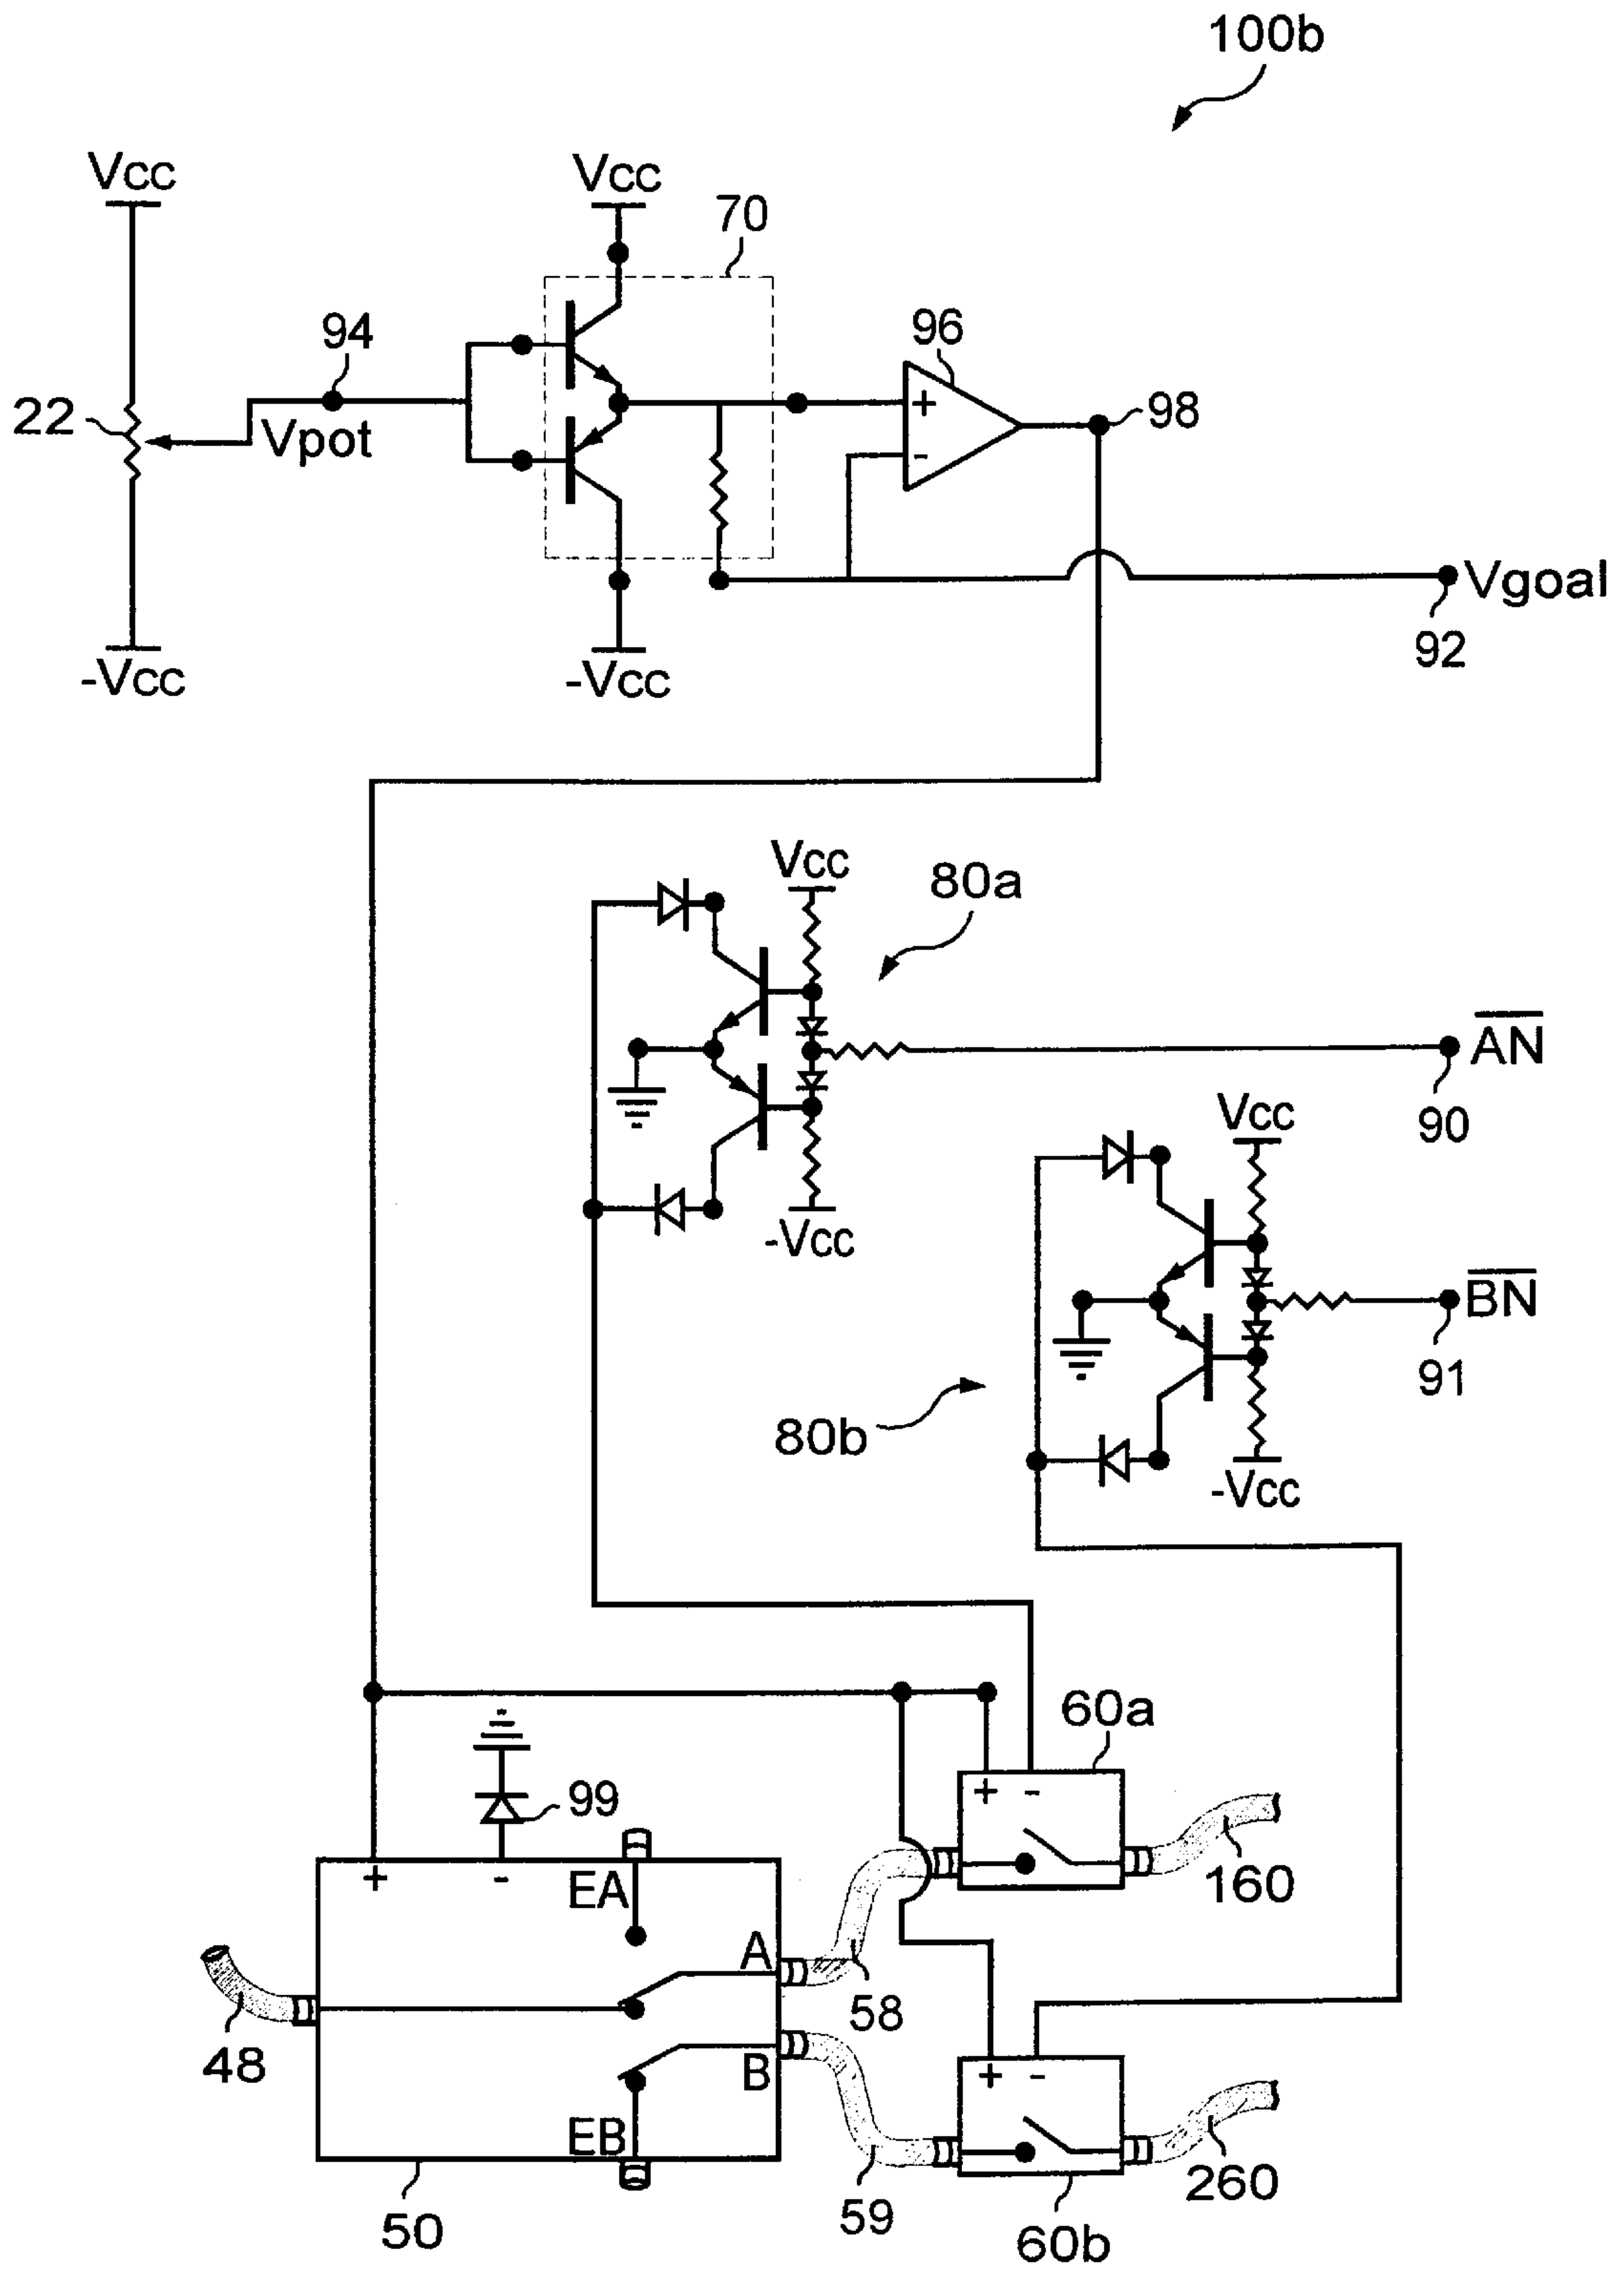 100b
Vcc
Vcc
70
94
96
22
Vpot
+
-
98
Vgoal
92
-Vcc
-Vcc
Vcc
80a
AN
90
Vcc
-Vcc
BN
91
80b
-Vcc
60a
+ -
99
+ -
EA
160
A
58
48
B
+ -
EB
260
59
50
60b